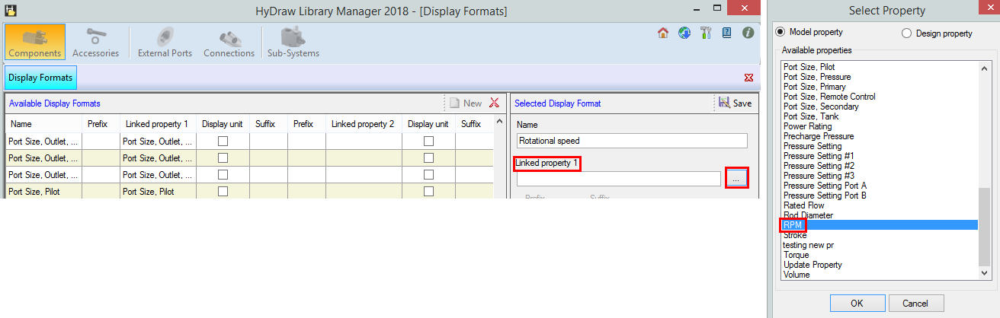 HyDraw Library Manager 2018 - [Display Formats]
Components
Accessories
External Ports
Connections
Sub-Systems
Display Formats
Available Display Formats
New
Name Prefix Linked property 1 Display unit Suffix Prefix Linked property 2 Display unit Suffix
Port Size, Outlet, ... Port Size, Outlet, ...
Port Size, Outlet, ... Port Size, Outlet, ...
Port Size, Outlet, ... Port Size, Outlet, ...
Port Size, Pilot Port Size, Pilot
Selected Display Format
Save
Name
Rotational speed
Linked property 1
...
Prefix Suffix
Select Property
Model property
Design property
Available properties
Port Size, Pilot
Port Size, Pressure
Port Size, Primary
Port Size, Remote Control
Port Size, Secondary
Port Size, Tank
Power Rating
Precharge Pressure
Pressure Setting
Pressure Setting #1
Pressure Setting #2
Pressure Setting #3
Pressure Setting Port A
Pressure Setting Port B
Rated Flow
Rod Diameter
RPM
Stroke
testing new pr
Torque
Update Property
Volume
OK
Cancel